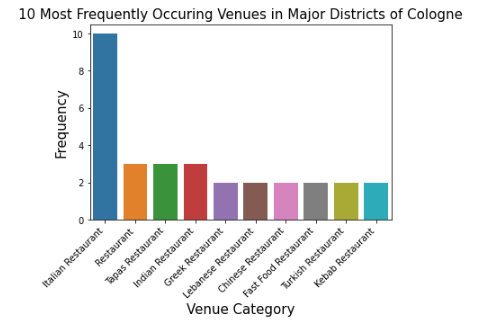 10 Most Frequently Occuring Venues in Major Districts of Cologne
Frequency
10
8
6
4
2
0
Italian Restaurant
Restaurant
Tapas Restaurant
Indian Restaurant
Greek Restaurant
Lebanese Restaurant
Chinese Restaurant
Fast Food Restaurant
Turkish Restaurant
Kebab Restaurant
Venue Category